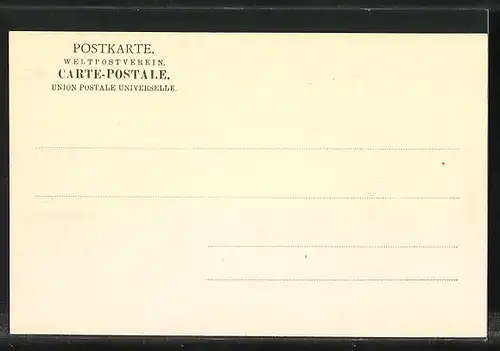 POSTKARTE.
WELTPOSTVEREIN.
CARTE-POSTALE.
UNION POSTALE UNIVERSELLE.